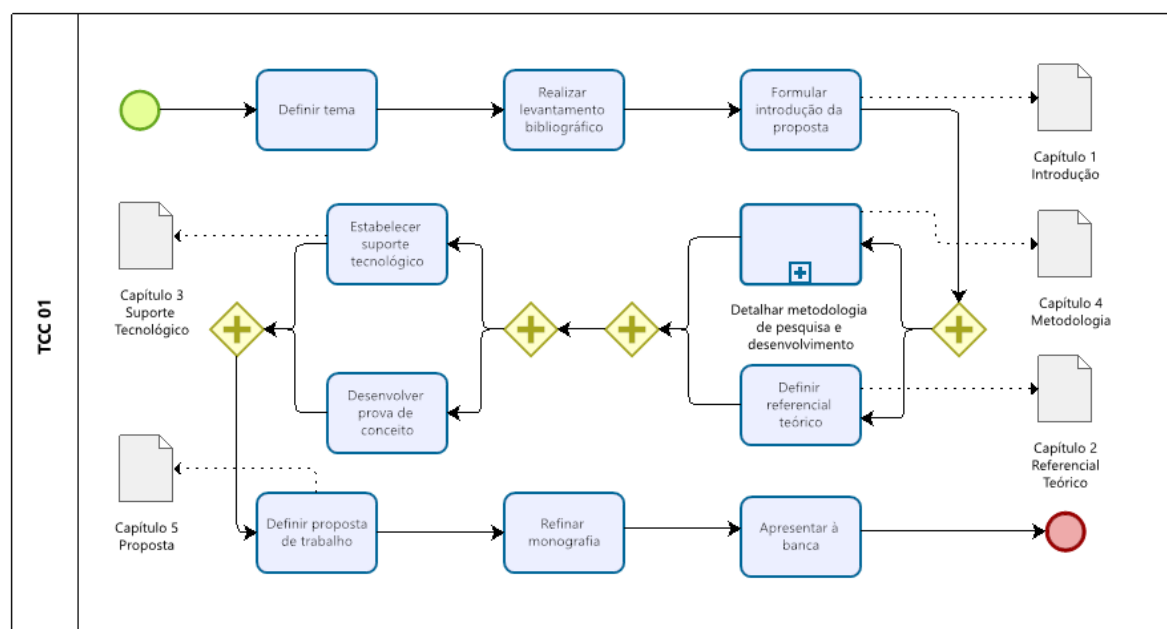 TCC 01
Definir tema
Realizar
levantamento
bibliográfico
Formular
introdução da
proposta
Capítulo 1
Introdução
Estabelecer
suporte
tecnológico
Capítulo 3
Suporte
Tecnológico
Detalhar metodologia
de pesquisa e
desenvolvimento
Capítulo 4
Metodologia
Desenvolver
prova de
conceito
Definir
referencial
teórico
Capítulo 2
Referencial
Teórico
Capítulo 5
Proposta
Definir proposta
de trabalho
Refinar
monografia
Apresentar à
banca